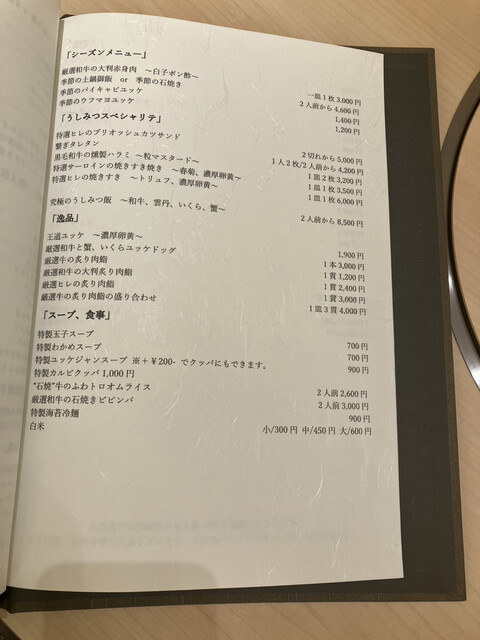 「シーズンメニュー」
厳選和牛の大判赤身肉　～白子ポン酢～ 一皿1枚3,000円
季節の土鍋御飯　or　季節の石焼き 2人前から4,600円
季節のパイキャビユッケ 1,400円
季節のウフマヨユッケ 1,200円
「うしみつスペシャリテ」
特選ヒレのブリオッシュカツサンド 2切れから5,000円
繋ぎタレタン 1人2枚/2人前から4,200円
黒毛和牛の燻製ハラミ ～粒マスタード～ 1皿2枚3,200円
特選サーロインの焼きすき焼き　～春菊、濃厚卵黄～ 1皿1枚3,500円
特選ヒレの焼きすき　～トリュフ、濃厚卵黄～ 1皿1枚6,000円
究極のうしみつ飯　～和牛、雲丹、いくら、蟹～ 2人前から8,500円
「逸品」
王道ユッケ　～濃厚卵黄～ 1,900円
厳選和牛と蟹、いくらユッケドッグ 1本3,000円
厳選牛の炙り肉鮨 1貫1,200円
厳選和牛の大判炙り肉鮨 1貫2,400円
厳選ヒレの炙り肉鮨 1貫3,000円
厳選牛の炙り肉鮨の盛り合わせ 1皿3貫4,000円
「スープ、食事」
特製玉子スープ 700円
特製わかめスープ 700円
特製ユッケジャンスープ ※+￥200- でクッパにもできます。 900円
特製カルビクッパ 1,000円
"石焼"牛のふわトロオムライス 2人前2,600円
厳選和牛の石焼きビビンバ 2人前3,000円
特製海苔冷麺 900円
白米 小/300円 中/450円 大/600円